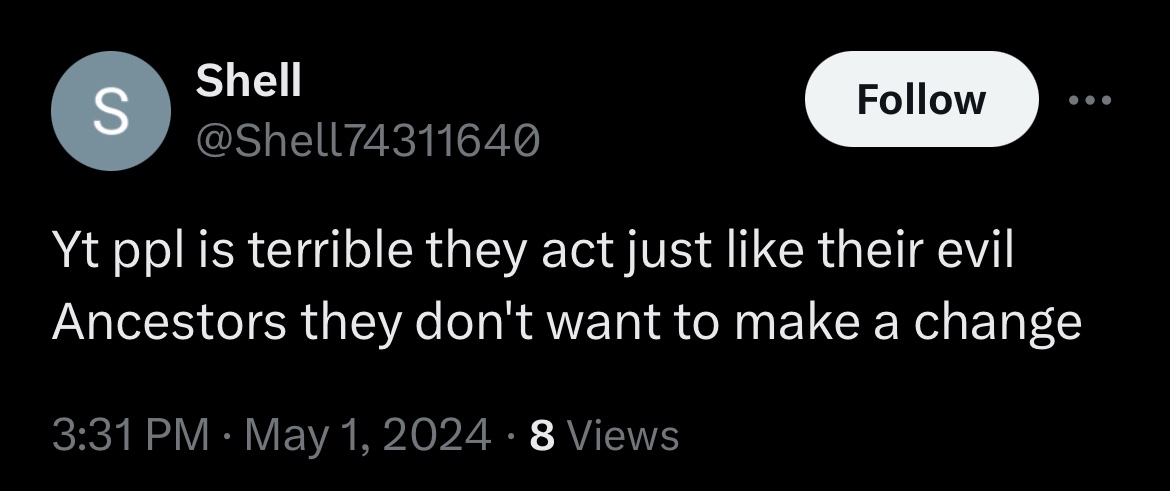 S
Shell
@Shell74311640
Follow
Yt ppl is terrible they act just like their evil
Ancestors they don't want to make a change
3:31 PM · May 1, 2024 · 8 Views